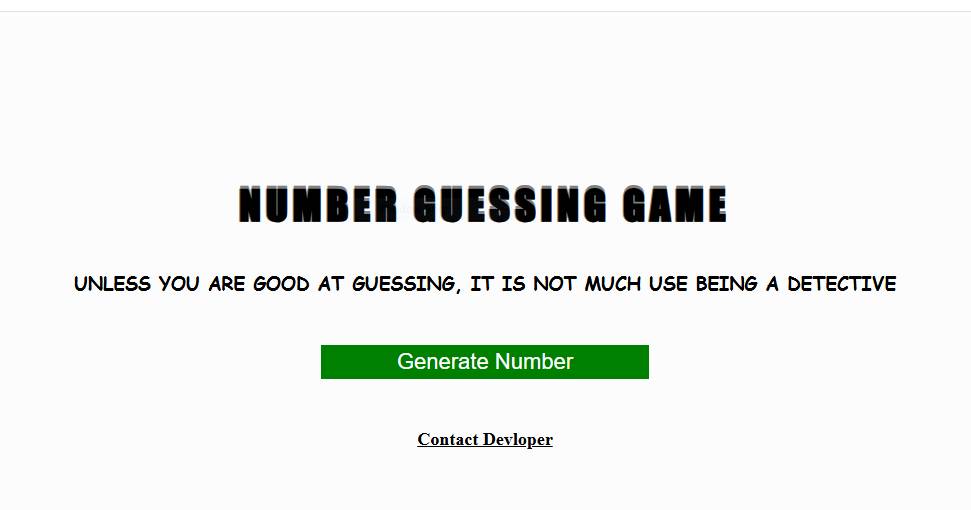 NUMBER GUESSING GAME
UNLESS YOU ARE GOOD AT GUESSING, IT IS NOT MUCH USE BEING A DETECTIVE
Generate Number
Contact Devloper